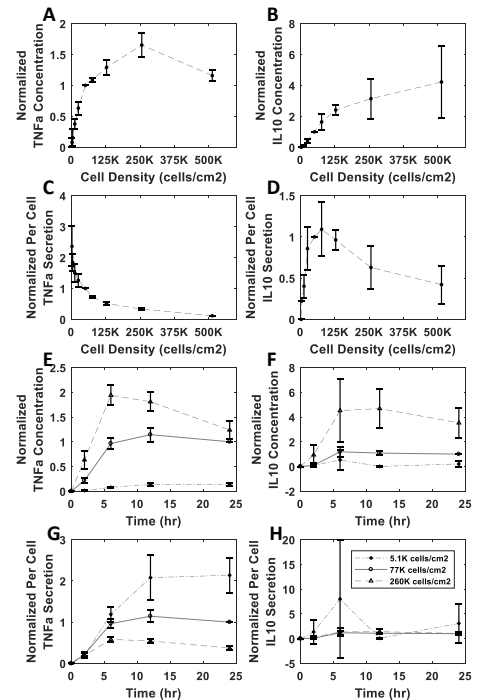 A
Normalized
TNFa Concentration
2
1.5
1
0.5
0
0 125K 250K 375K 500K
Cell Density (cells/cm2)
B
Normalized
IL10 Concentration
8
6
4
2
0
0 125K 250K 375K 500K
Cell Density (cells/cm2)
C
Normalized Per Cell
TNFa Secretion
4
3
2
1
0
0 125K 250K 375K 500K
Cell Density (cells/cm2)
D
Normalized Per Cell
IL10 Secretion
1.5
1
0.5
0
0 125K 250K 375K 500K
Cell Density (cells/cm2)
E
Normalized
TNFa Concentration
2.5
2
1.5
1
0.5
0
0 5 10 15 20 25
Time (hr)
F
Normalized
IL10 Concentration
8
6
4
2
0
-2
0 5 10 15 20 25
Time (hr)
G
Normalized Per Cell
TNFa Secretion
3
2
1
0
0 5 10 15 20 25
Time (hr)
H
Normalized Per Cell
IL10 Secretion
20
15
10
5
0
-5
0 5 10 15 20 25
Time (hr)
5.1K cells/cm2
77K cells/cm2
260K cells/cm2